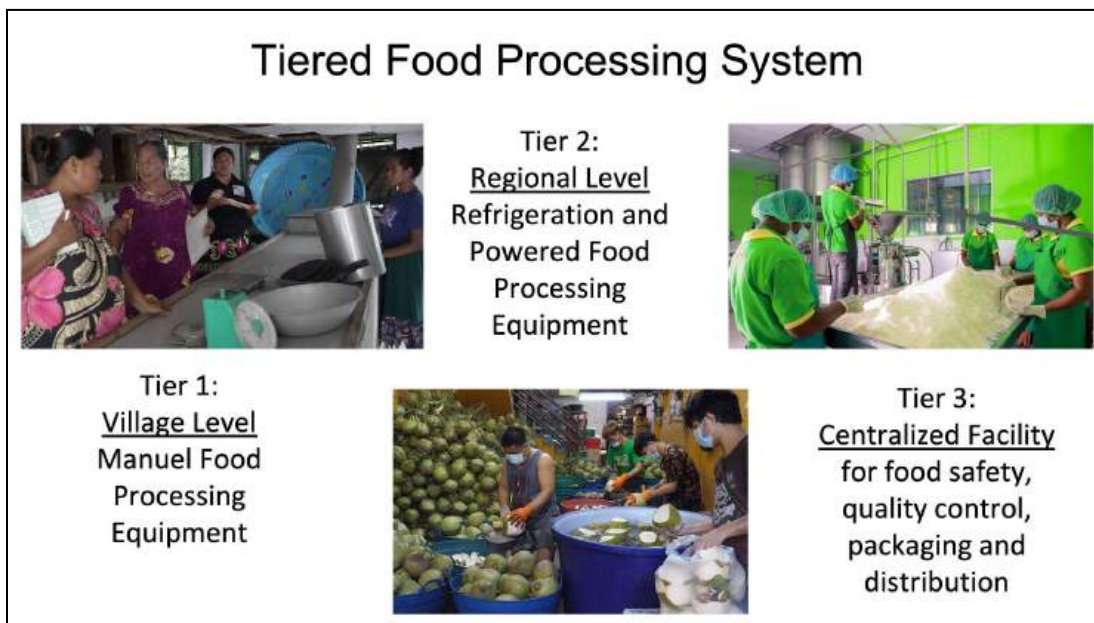 Tiered Food Processing System
Tier 1:
Village Level
Manuel Food
Processing
Equipment
Tier 2:
Regional Level
Refrigeration and
Powered Food
Processing
Equipment
Tier 3:
Centralized Facility
for food safety,
quality control,
packaging and
distribution